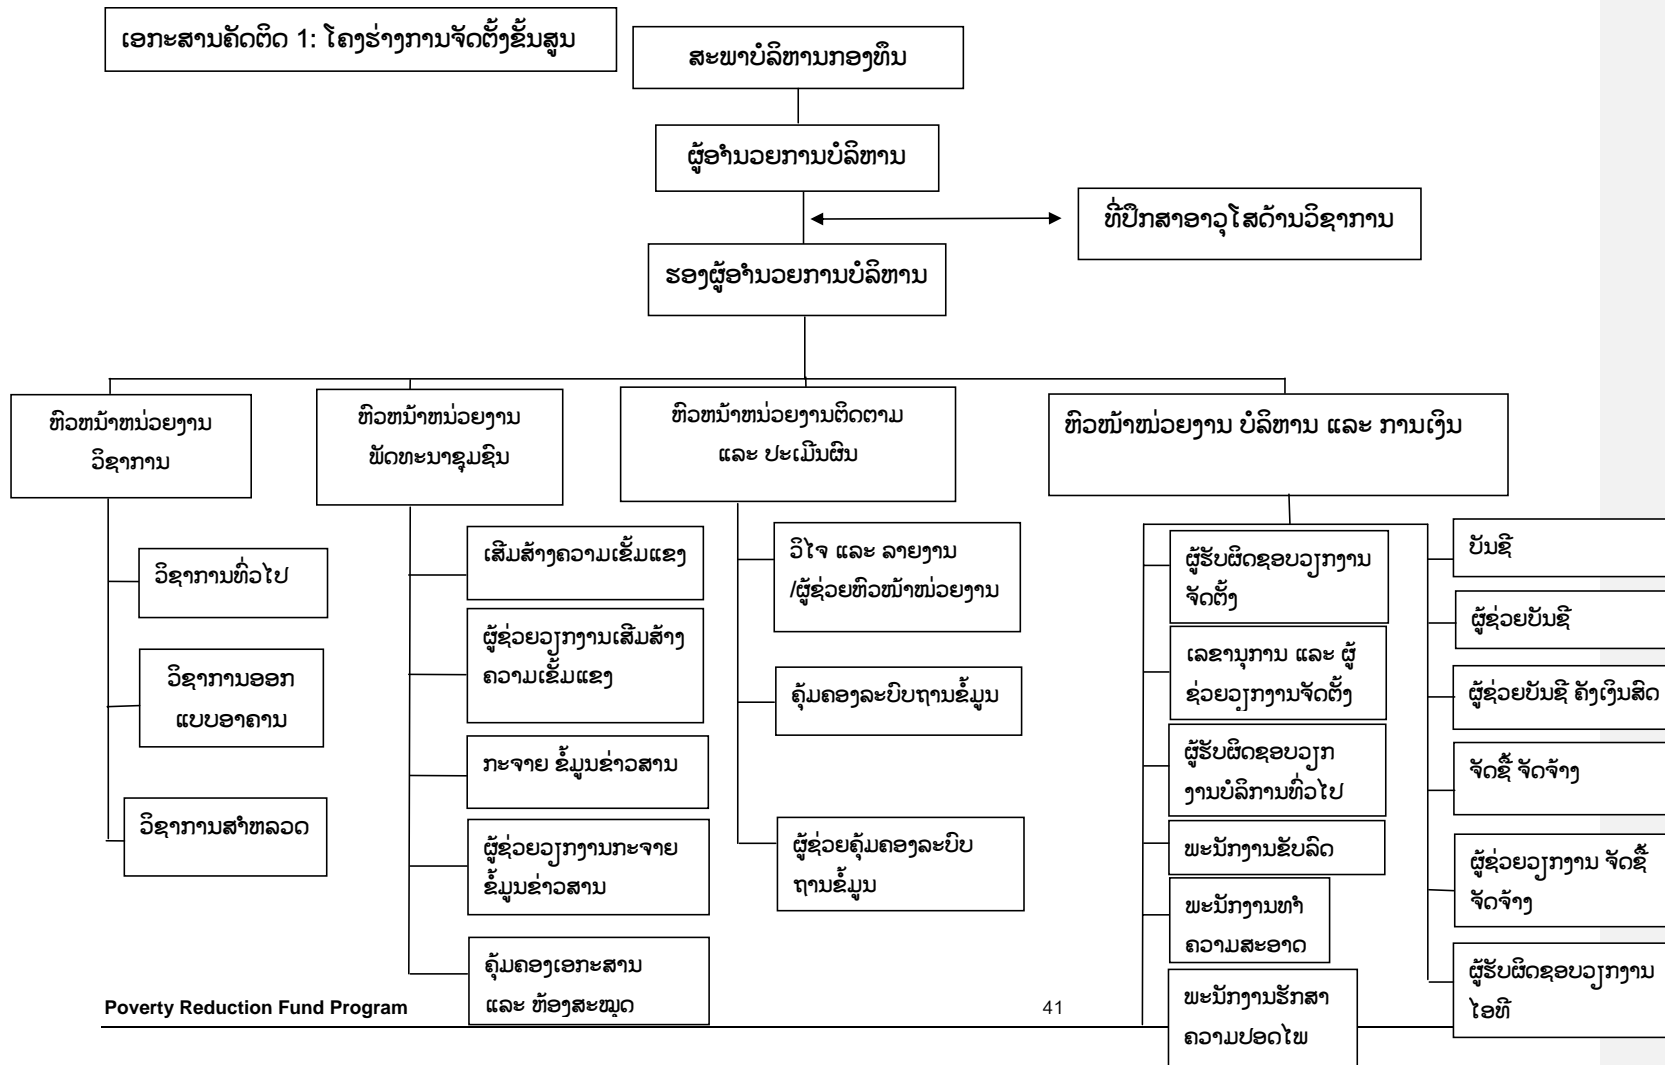 ເອກະສານຄັດຕິດ 1: ໂຄງຮ່າງການຈັດຕັ້ງຂັ້ນສູນ
ສະພາບໍລິຫານກອງທຶນ
ຜູ້ອຳນວຍການບໍລິຫານ
ທີ່ປຶກສາອາວຸໂສດ້ານວິຊາການ
ຮອງຜູ້ອຳນວຍການບໍລິຫານ
ຫົວຫນ້າຫນ່ວຍງານ
ວິຊາການ
ວິຊາການທົ່ວໄປ
ວິຊາການອອກ
ແບບອາຄານ
ວິຊາການສຳຫລວດ
ຫົວຫນ້າຫນ່ວຍງານ
ພັດທະນາຊຸມຊົນ
ເສີມສ້າງຄວາມເຂັ້ມແຂງ
ຜູ້ຊ່ວຍວຽກງານເສີມສ້າງ
ຄວາມເຂັ້ມແຂງ
ກະຈາຍ ຂໍ້ມູນຂ່າວສານ
ຜູ້ຊ່ວຍວຽກງານກະຈາຍ
ຂໍ້ມູນຂ່າວສານ
ຄຸ້ມຄອງເອກະສານ
ແລະ ຫ້ອງສະໝຸດ
ຫົວຫນ້າຫນ່ວຍງານຕິດຕາມ
ແລະ ປະເມີນຜົນ
ວິໄຈ ແລະ ລາຍງານ
/ຜູ້ຊ່ວຍຫົວໜ້າໜ່ວຍງານ
ຄຸ້ມຄອງລະບົບຖານຂໍ້ມູນ
ຜູ້ຊ່ວຍຄຸ້ມຄອງລະບົບ
ຖານຂໍ້ມູນ
ຫົວໜ້າໜ່ວຍງານ ບໍລິຫານ ແລະ ການເງິນ
ຜູ້ຮັບຜິດຊອບວຽກງານ
ຈັດຕັ້ງ
ເລຂານຸການ ແລະ ຜູ້
ຊ່ວຍວຽກງານຈັດຕັ້ງ
ຜູ້ຮັບຜິດຊອບວຽກ
ງານບໍລິການທົ່ວໄປ
ພະນັກງານຂັບລົດ
ພະນັກງານທຳ
ຄວາມສະອາດ
ພະນັກງານຮັກສາ
ຄວາມປອດໄພ
ບັນຊີ
ຜູ້ຊ່ວຍບັນຊີ
ຜູ້ຊ່ວຍບັນຊີ ຄັງເງິນສົດ
ຈັດຊື້ ຈັດຈ້າງ
ຜູ້ຊ່ວຍວຽກງານ ຈັດຊື້
ຈັດຈ້າງ
ຜູ້ຮັບຜິດຊອບວຽກງານ
ໄອທີ
Poverty Reduction Fund Program
41